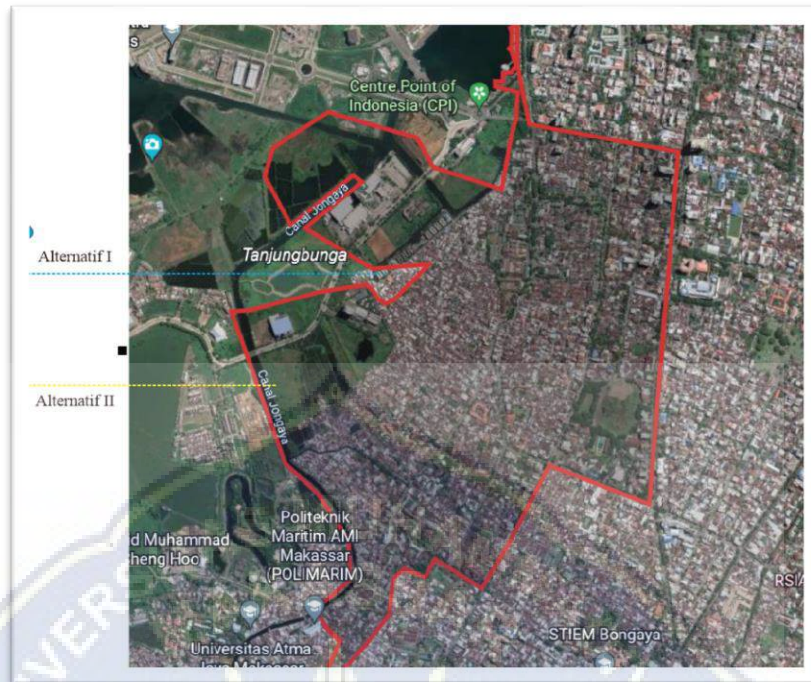 s
Centre Point of
Indonesia (CPI)
Canal Jongaya
Alternatif I
Tanjungbunga
Alternatif II
Canal Jongaya
Politeknik
Maritim AMI
Makassar
(POLIMARIM)
d Muhammad
heng Hoo
RSIA
STIEM Bongaya
Universitas Atma